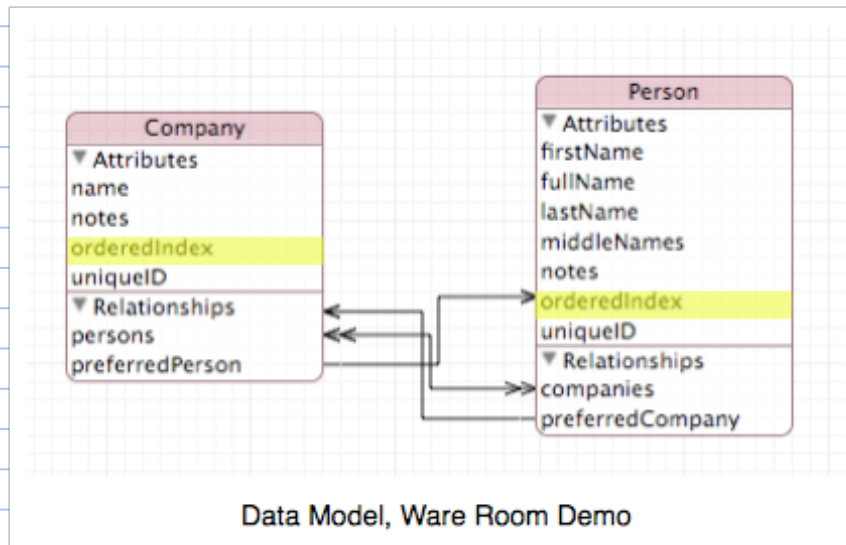 Company
Attributes
name
notes
orderedIndex
uniqueID
Relationships
persons
preferredPerson
Person
Attributes
firstName
fullName
lastName
middleNames
notes
orderedIndex
uniqueID
Relationships
companies
preferredCompany
Data Model, Ware Room Demo